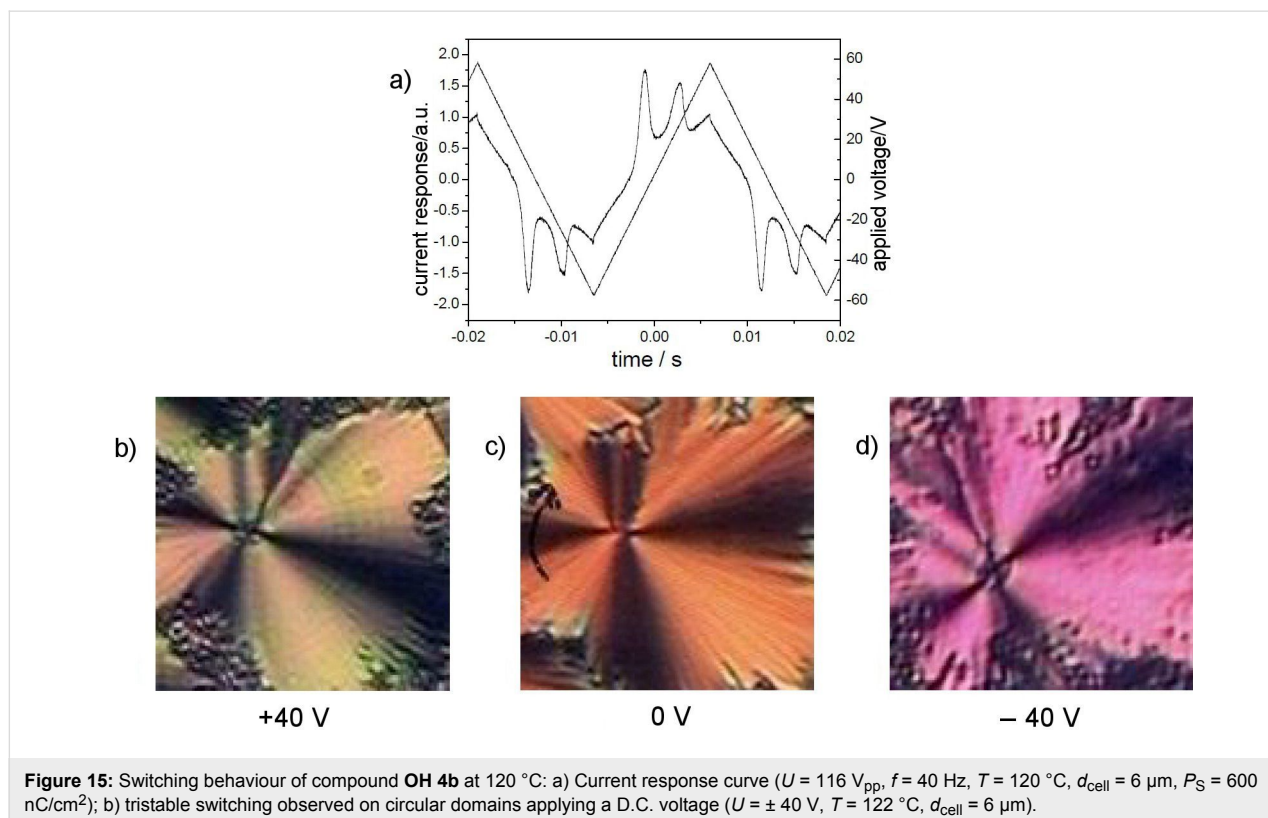 a)
current response/a.u.
2.0
1.5
1.0
0.5
0.0
-0.5
-1.0
-1.5
-2.0
60
40
20
0
-20
-40
-60
applied voltage/V
-0.02
-0.01
0.00
0.01
0.02
time / s
b)
c)
d)
+40 V
0 V
– 40 V
Figure 15: Switching behaviour of compound OH 4b at 120 °C: a) Current response curve (U = 116 Vpp, f = 40 Hz, T = 120 °C, dcell = 6 µm, PS = 600
nC/cm²); b) tristable switching observed on circular domains applying a D.C. voltage (U = ± 40 V, T = 122 °C, dcell = 6 µm).